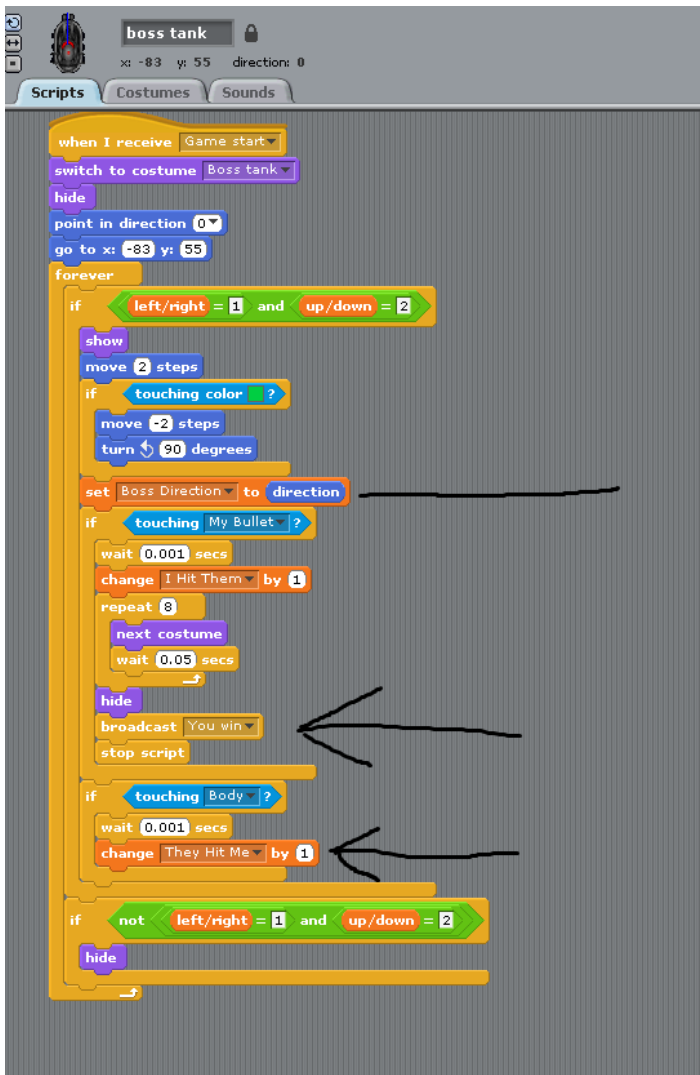 boss tank
x: -83 y: 55 direction: 0
Scripts Costumes Sounds
when I receive Game start
switch to costume Boss tank
hide
point in direction 0
go to x: -83 y: 55
forever
if left/right = 1 and up/down = 2
show
move 2 steps
if touching color ?
move -2 steps
turn 90 degrees
set Boss Direction to direction
if touching My Bullet ?
wait 0.001 secs
change I Hit Them by 1
repeat 8
next costume
wait 0.05 secs
hide
broadcast You win
stop script
if touching Body ?
wait 0.001 secs
change They Hit Me by 1
if not left/right = 1 and up/down = 2
hide